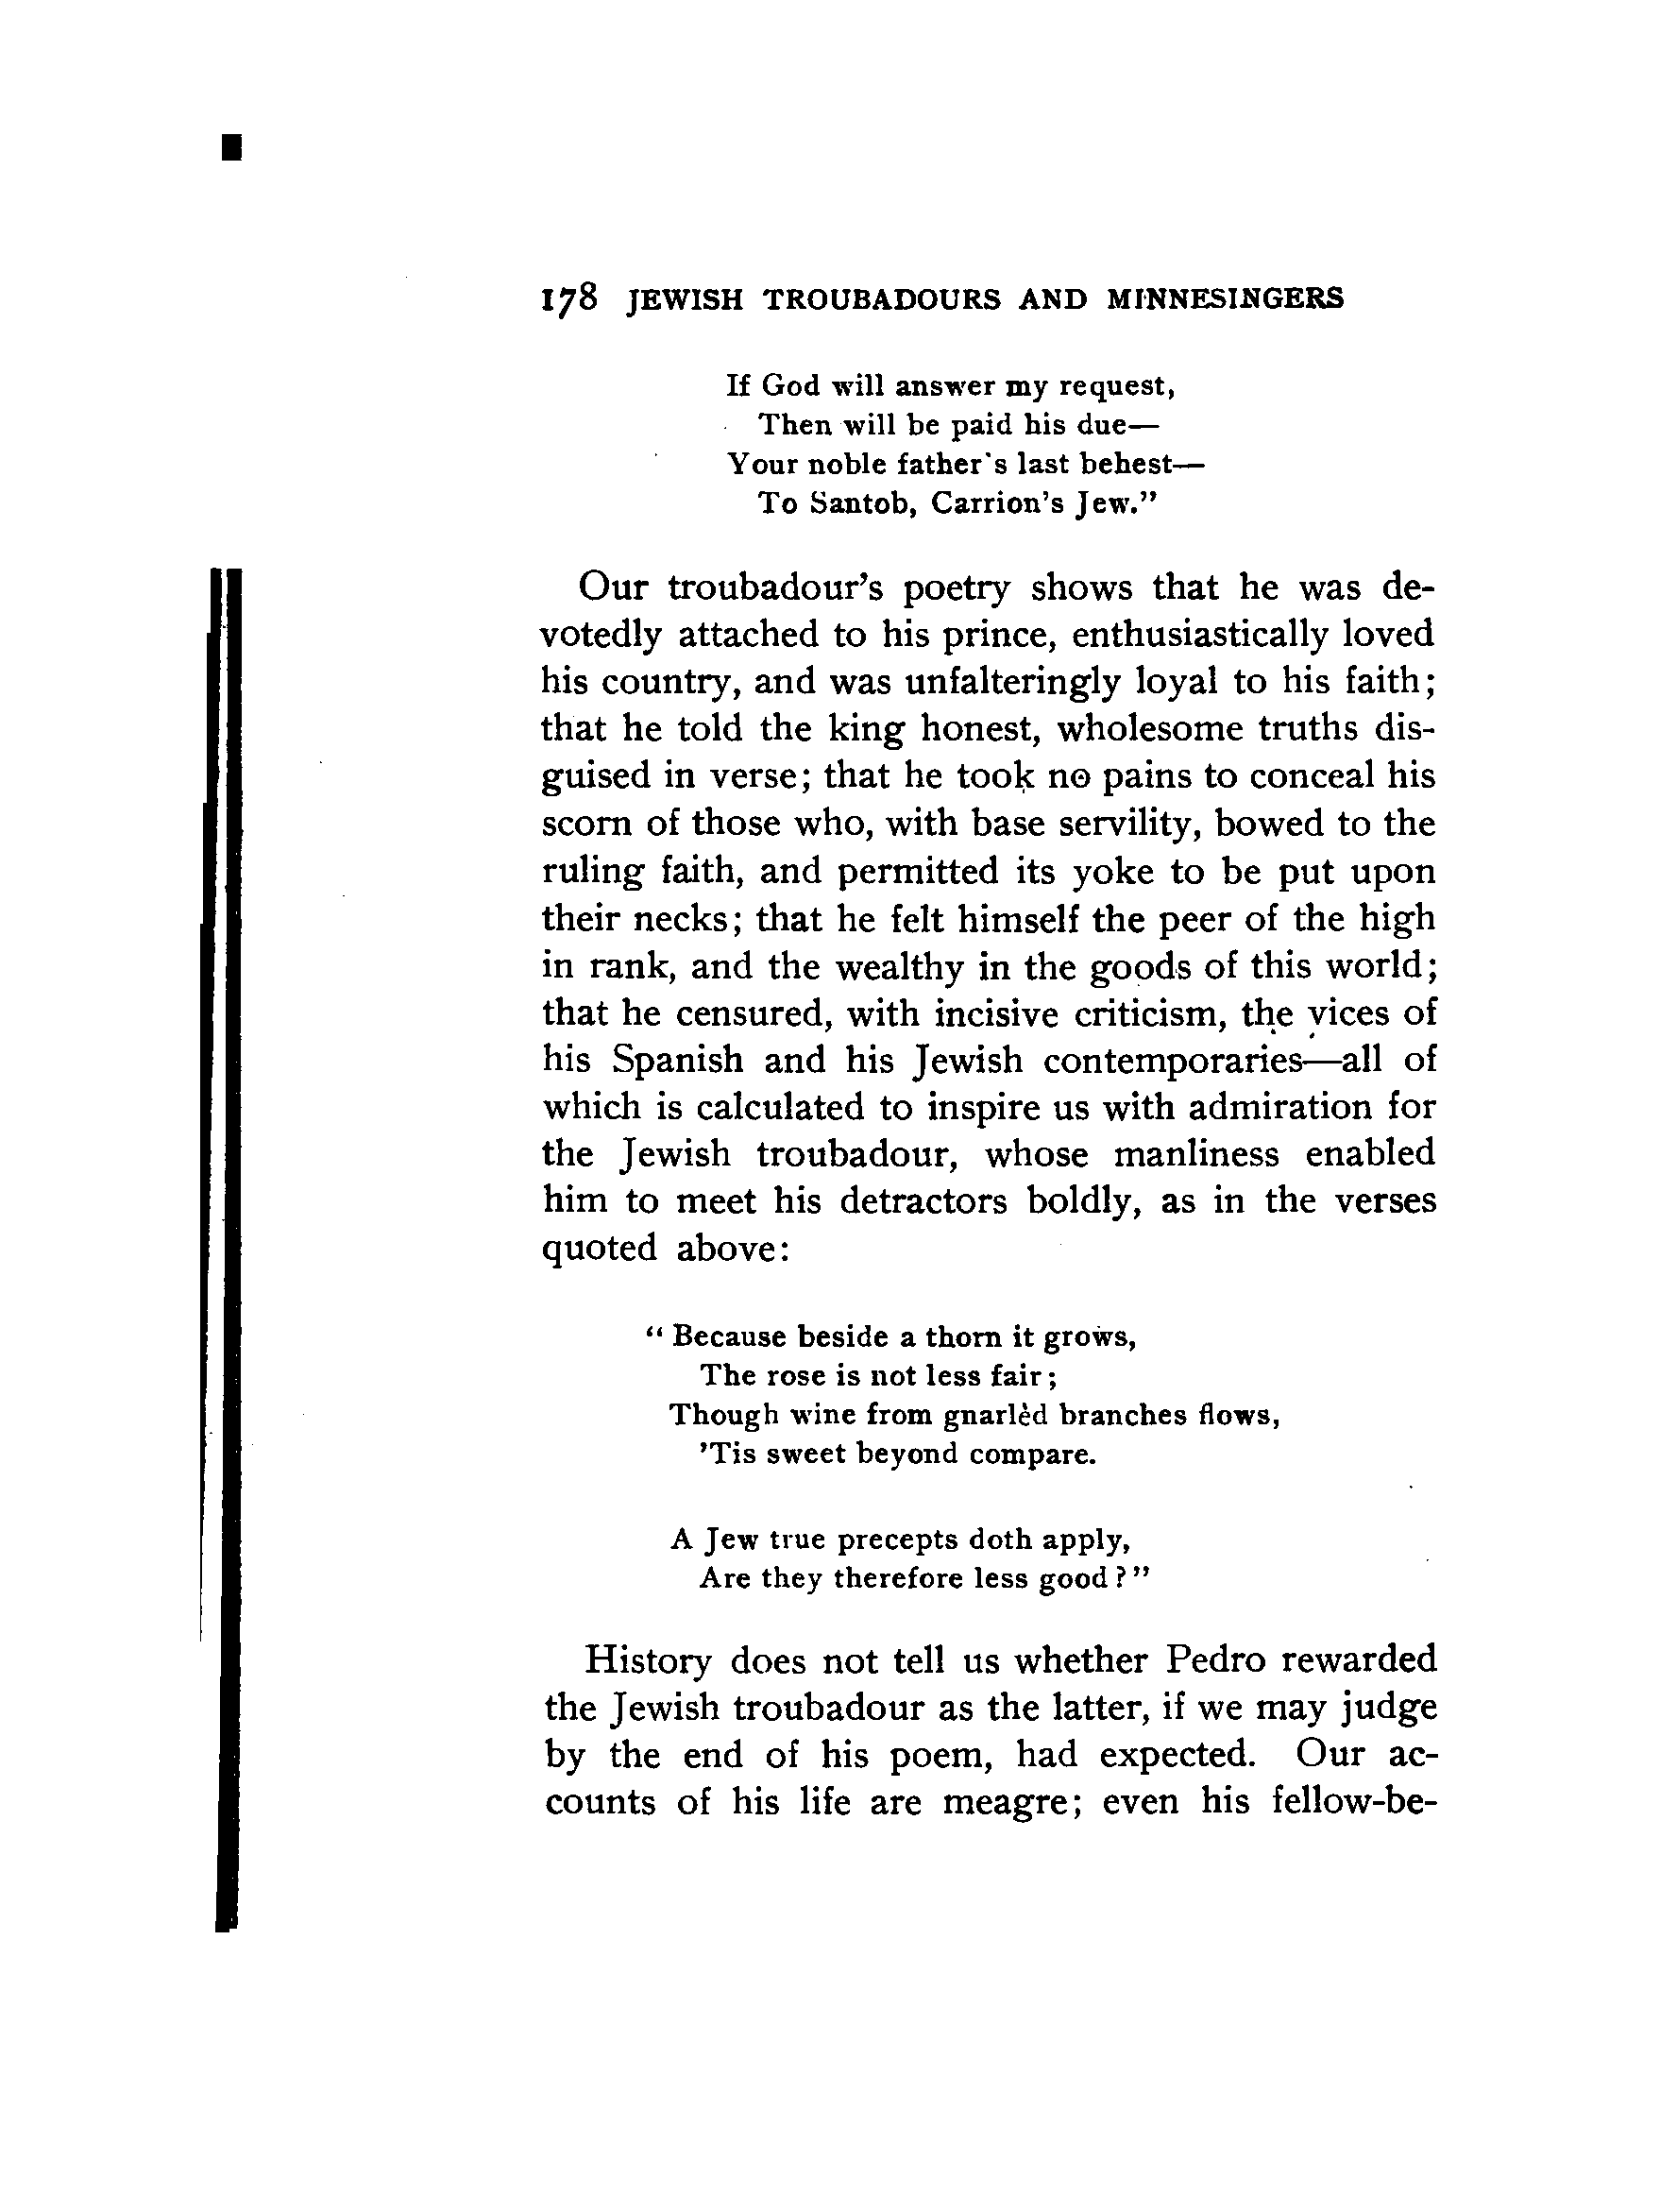 178 JEWISH TROUBADOURS AND MINNESINGERS
If God will answer my request,
Then will be paid his due—
Your noble father's last behest—
To Santob, Carrion's Jew."
Our troubadour's poetry shows that he was de-
votedly attached to his prince, enthusiastically loved
his country, and was unfalteringly loyal to his faith;
that he told the king honest, wholesome truths dis-
guised in verse; that he took no pains to conceal his
scorn of those who, with base servility, bowed to the
ruling faith, and permitted its yoke to be put upon
their necks; that he felt himself the peer of the high
in rank, and the wealthy in the goods of this world;
that he censured, with incisive criticism, the vices of
his Spanish and his Jewish contemporaries—all of
which is calculated to inspire us with admiration for
the Jewish troubadour, whose manliness enabled
him to meet his detractors boldly, as in the verses
quoted above:
"Because beside a thorn it grows,
The rose is not less fair;
Though wine from gnarlèd branches flows,
'Tis sweet beyond compare.
A Jew true precepts doth apply,
Are they therefore less good?"
History does not tell us whether Pedro rewarded
the Jewish troubadour as the latter, if we may judge
by the end of his poem, had expected. Our ac-
counts of his life are meagre; even his fellow-be-